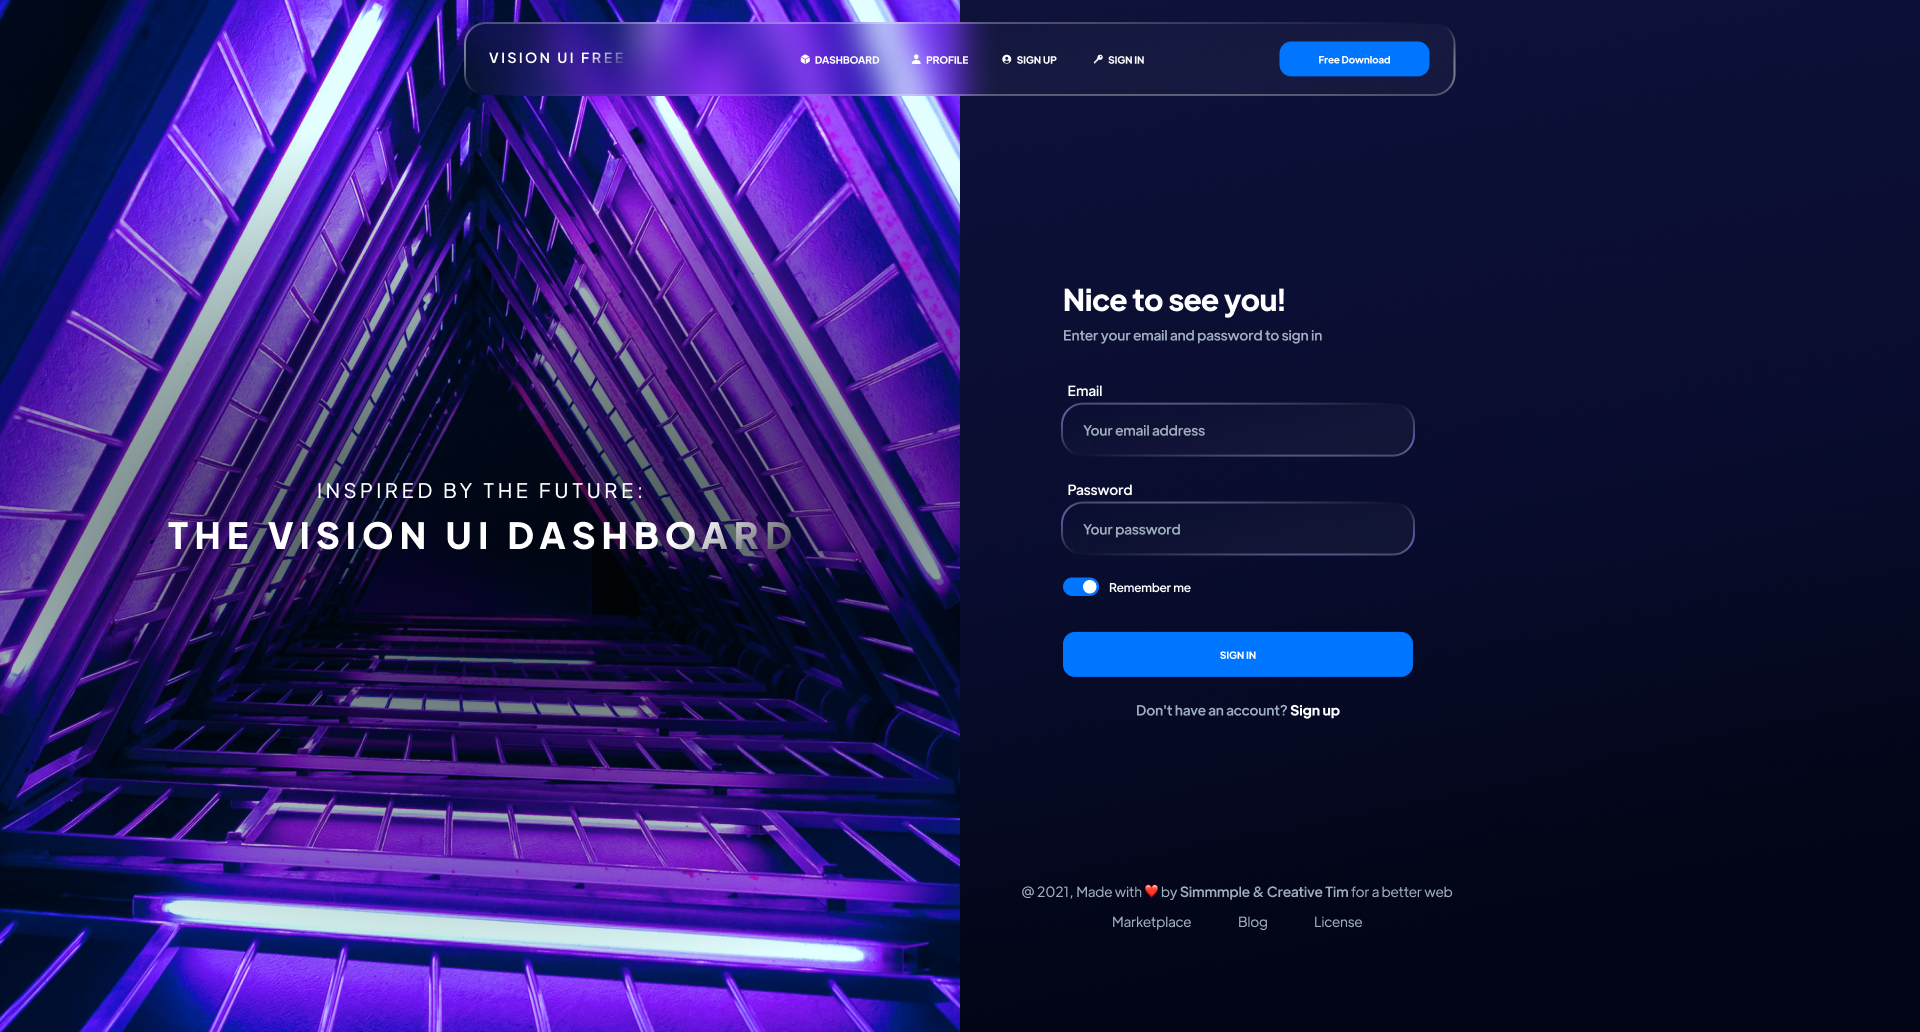 VISION UI FREE
DASHBOARD PROFILE SIGN UP SIGN IN
Free Download
INSPIRED BY THE FUTURE:
THE VISION UI DASHBOARD
Nice to see you!
Enter your email and password to sign in
Email
Your email address
Password
Your password
Remember me
SIGN IN
Don't have an account? Sign up
@ 2021, Made with ❤️ by Simmmple & Creative Tim for a better web
Marketplace Blog License